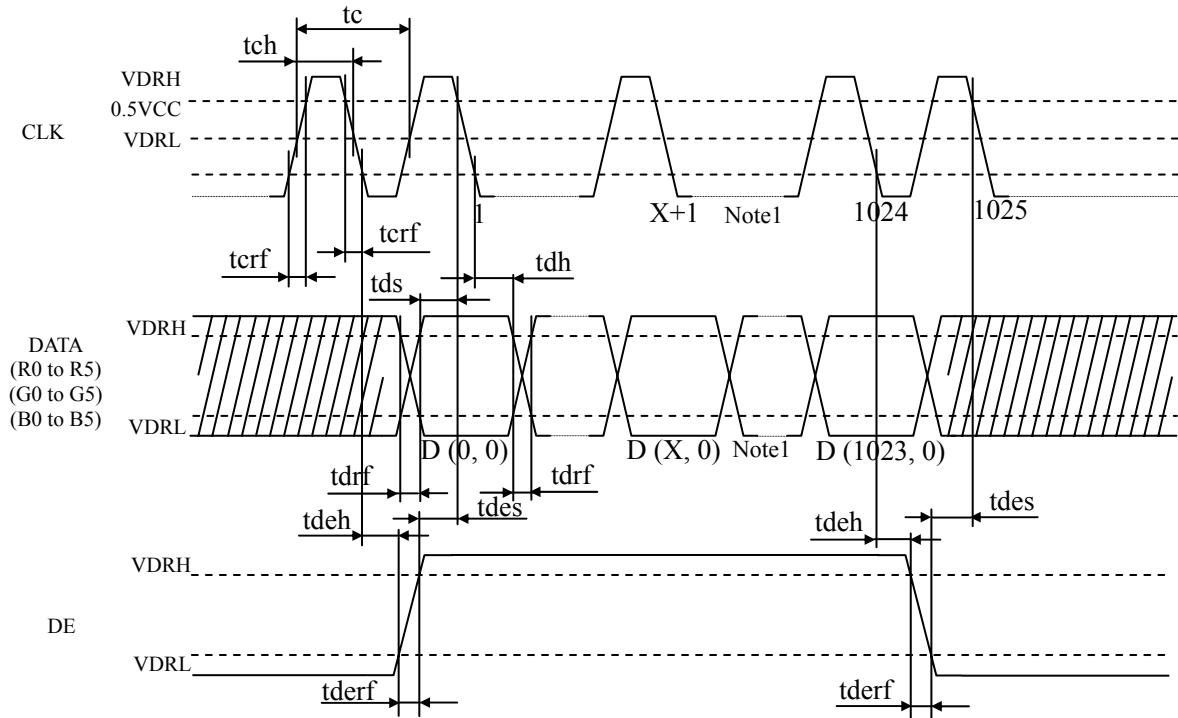 tc
tch
VDRH
0.5VCC
CLK
VDRL
1
X+1
Note1
1024
1025
tcrf
tcrf
tdh
tds
VDRH
DATA
(R0 to R5)
(G0 to G5)
(B0 to B5)
VDRL
D (0, 0)
D (X, 0)
Note1
D (1023, 0)
tdrf
tdrf
tdes
tdeh
tdeh
tdes
VDRH
DE
VDRL
tderf
tderf